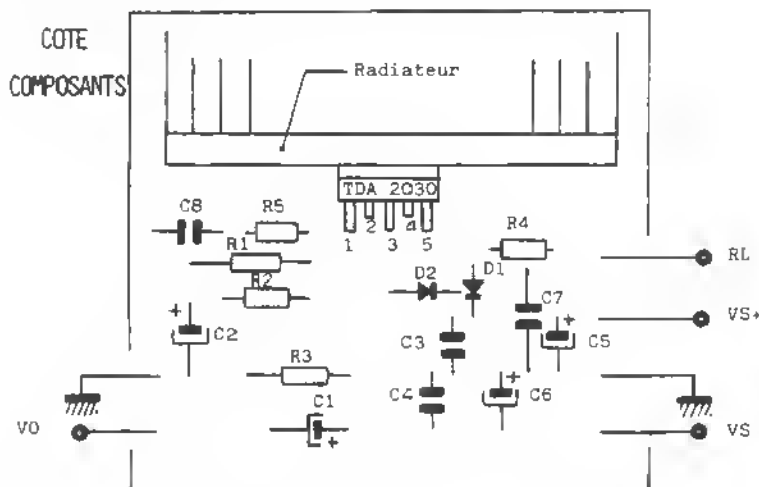 COTE
COMPOSANTS
Radiateur
TDA 2030
1 2 3 4 5
C8 R5
R1
R2
R4
D2 D1
C7
C2
C3
C5
R3
C4
C6
C1
RL
VS+
VO
VS
+
+
+
+